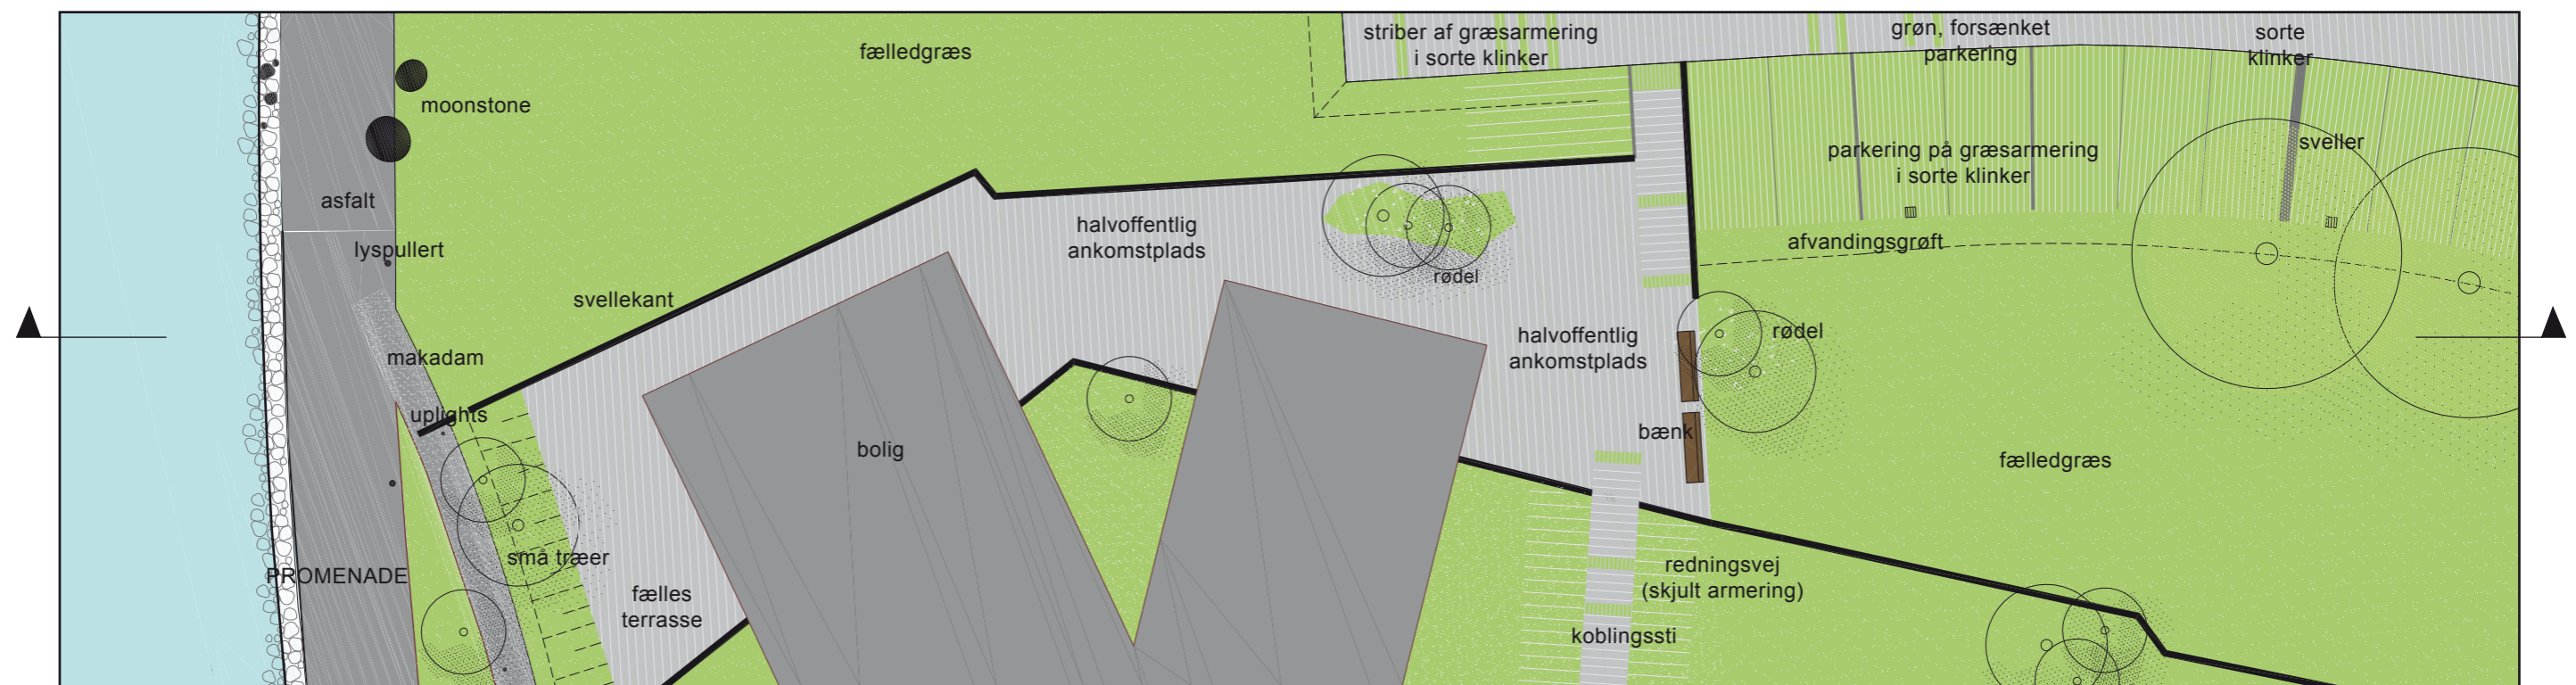 fælledgræs
striber af græsarmering
i sorte klinker
grøn, forsænket
parkering
sorte
klinker
moonstone
sveller
parkering på græsarmering
i sorte klinker
asfalt
halvoffentlig
ankomstplads
lyspullert
afvandingsgrøft
rødel
svellekant
halvoffentlig
ankomstplads
rødel
makadam
uplights
bænk
bolig
fælledgræs
små træer
PROMENADE
fælles
terrasse
redningsvej
(skjult armering)
koblingssti